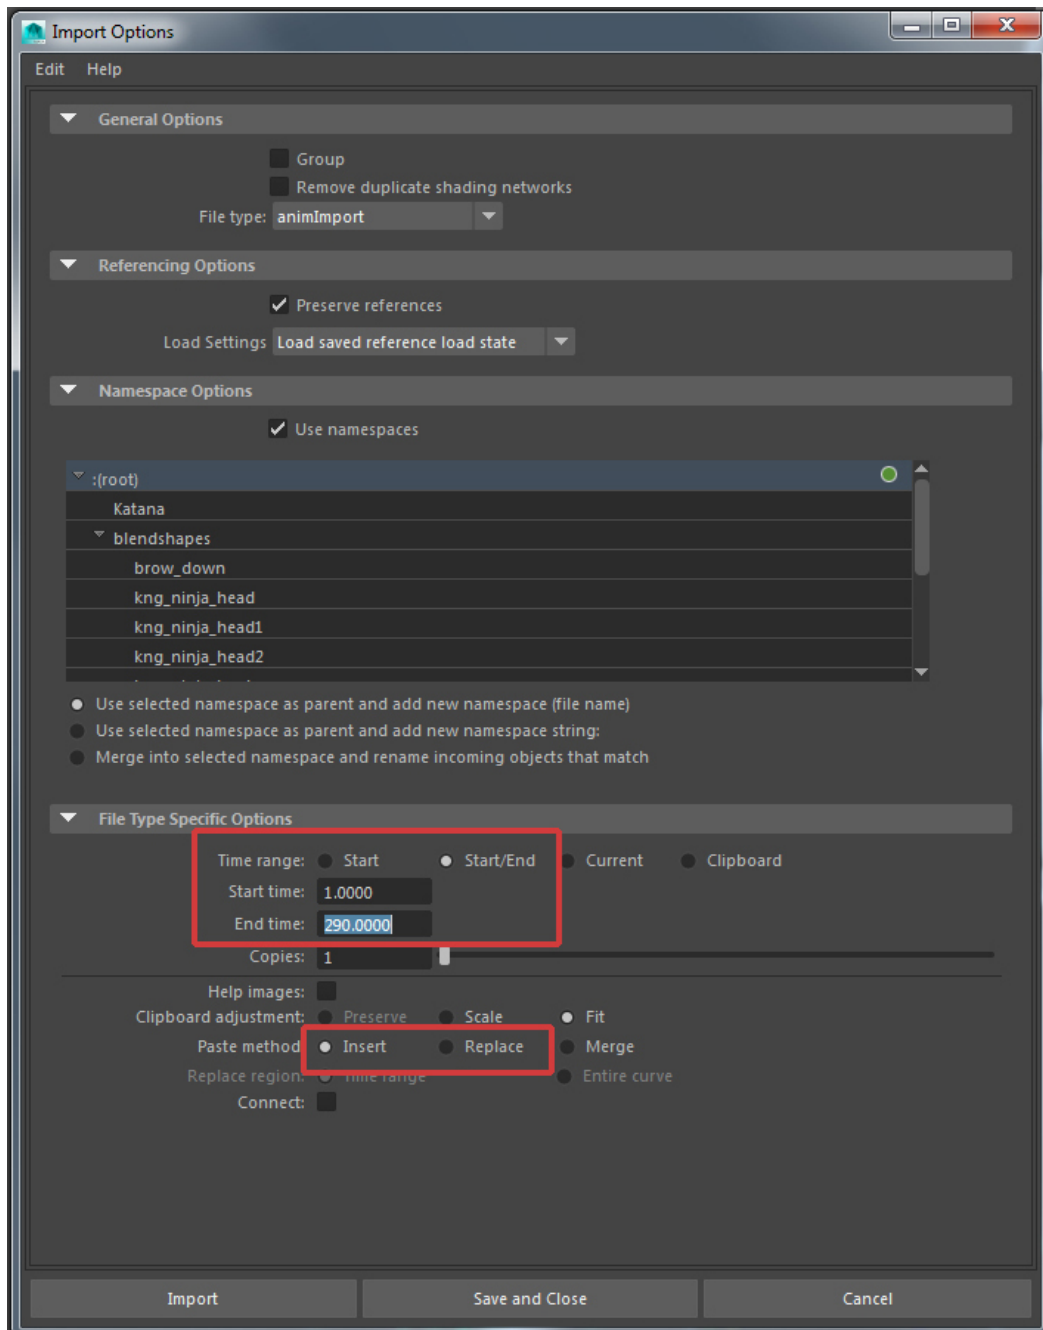 Import Options
Edit Help
General Options
Group
Remove duplicate shading networks
File type: animImport
Referencing Options
Preserve references
Load Settings Load saved reference load state
Namespace Options
Use namespaces
:(root)
Katana
blendshapes
brow_down
kng_ninja_head
kng_ninja_head1
kng_ninja_head2
Use selected namespace as parent and add new namespace (file name)
Use selected namespace as parent and add new namespace string:
Merge into selected namespace and rename incoming objects that match
File Type Specific Options
Time range: Start Start/End Current Clipboard
Start time: 1.0000
End time: 290.0000
Copies: 1
Help images:
Clipboard adjustment: Preserve Scale Fit
Paste method Insert Replace Merge
Replace region: Time range Entire curve
Connect:
Import Save and Close Cancel